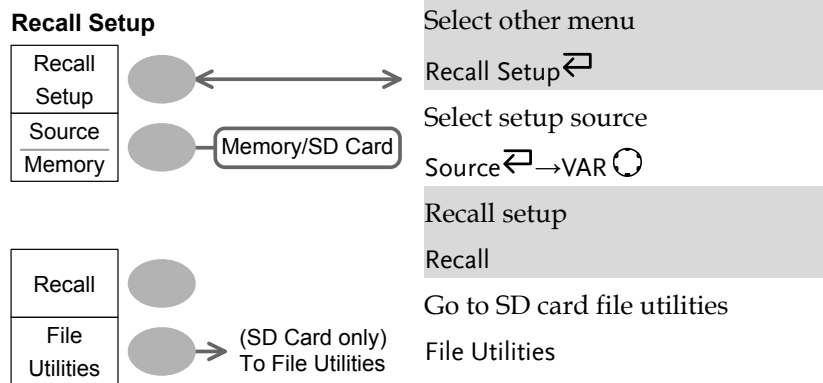 Recall Setup
Recall
Setup
Source
Memory
Memory/SD Card
Recall
File
Utilities
(SD Card only)
To File Utilities
Select other menu
Recall Setup
Select setup source
Source →VAR
Recall setup
Recall
Go to SD card file utilities
File Utilities